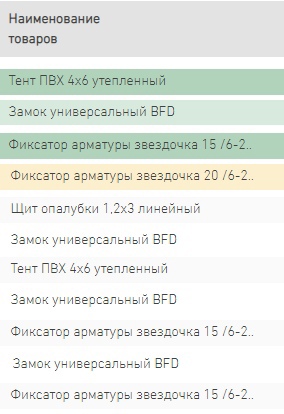 Наименование
товаров
Тент ПВХ 4х6 утепленный
Замок универсальный BFD
Фиксатор арматуры звездочка 15 /6-2..
Фиксатор арматуры звездочка 20 /6-2..
Щит опалубки 1,2х3 линейный
Замок универсальный BFD
Тент ПВХ 4х6 утепленный
Замок универсальный BFD
Фиксатор арматуры звездочка 15 /6-2..
Замок универсальный BFD
Фиксатор арматуры звездочка 15 /6-2..